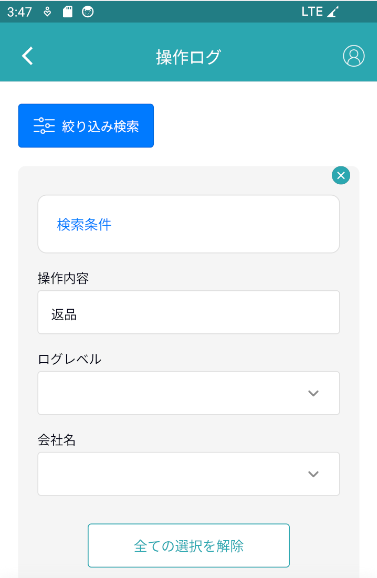 3:47 LTE
操作ログ
絞り込み検索
検索条件
操作内容
返品
ログレベル
会社名
全ての選択を解除